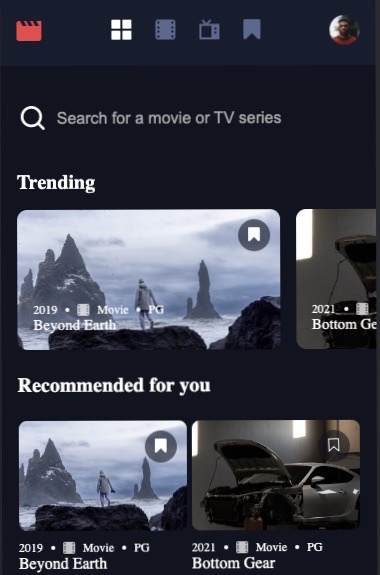 Search for a movie or TV series
Trending
2019 • Movie • PG
Beyond Earth
2021 •
Bottom Ge
Recommended for you
2019 • Movie • PG
Beyond Earth
2021 • Movie • PG
Bottom Gear